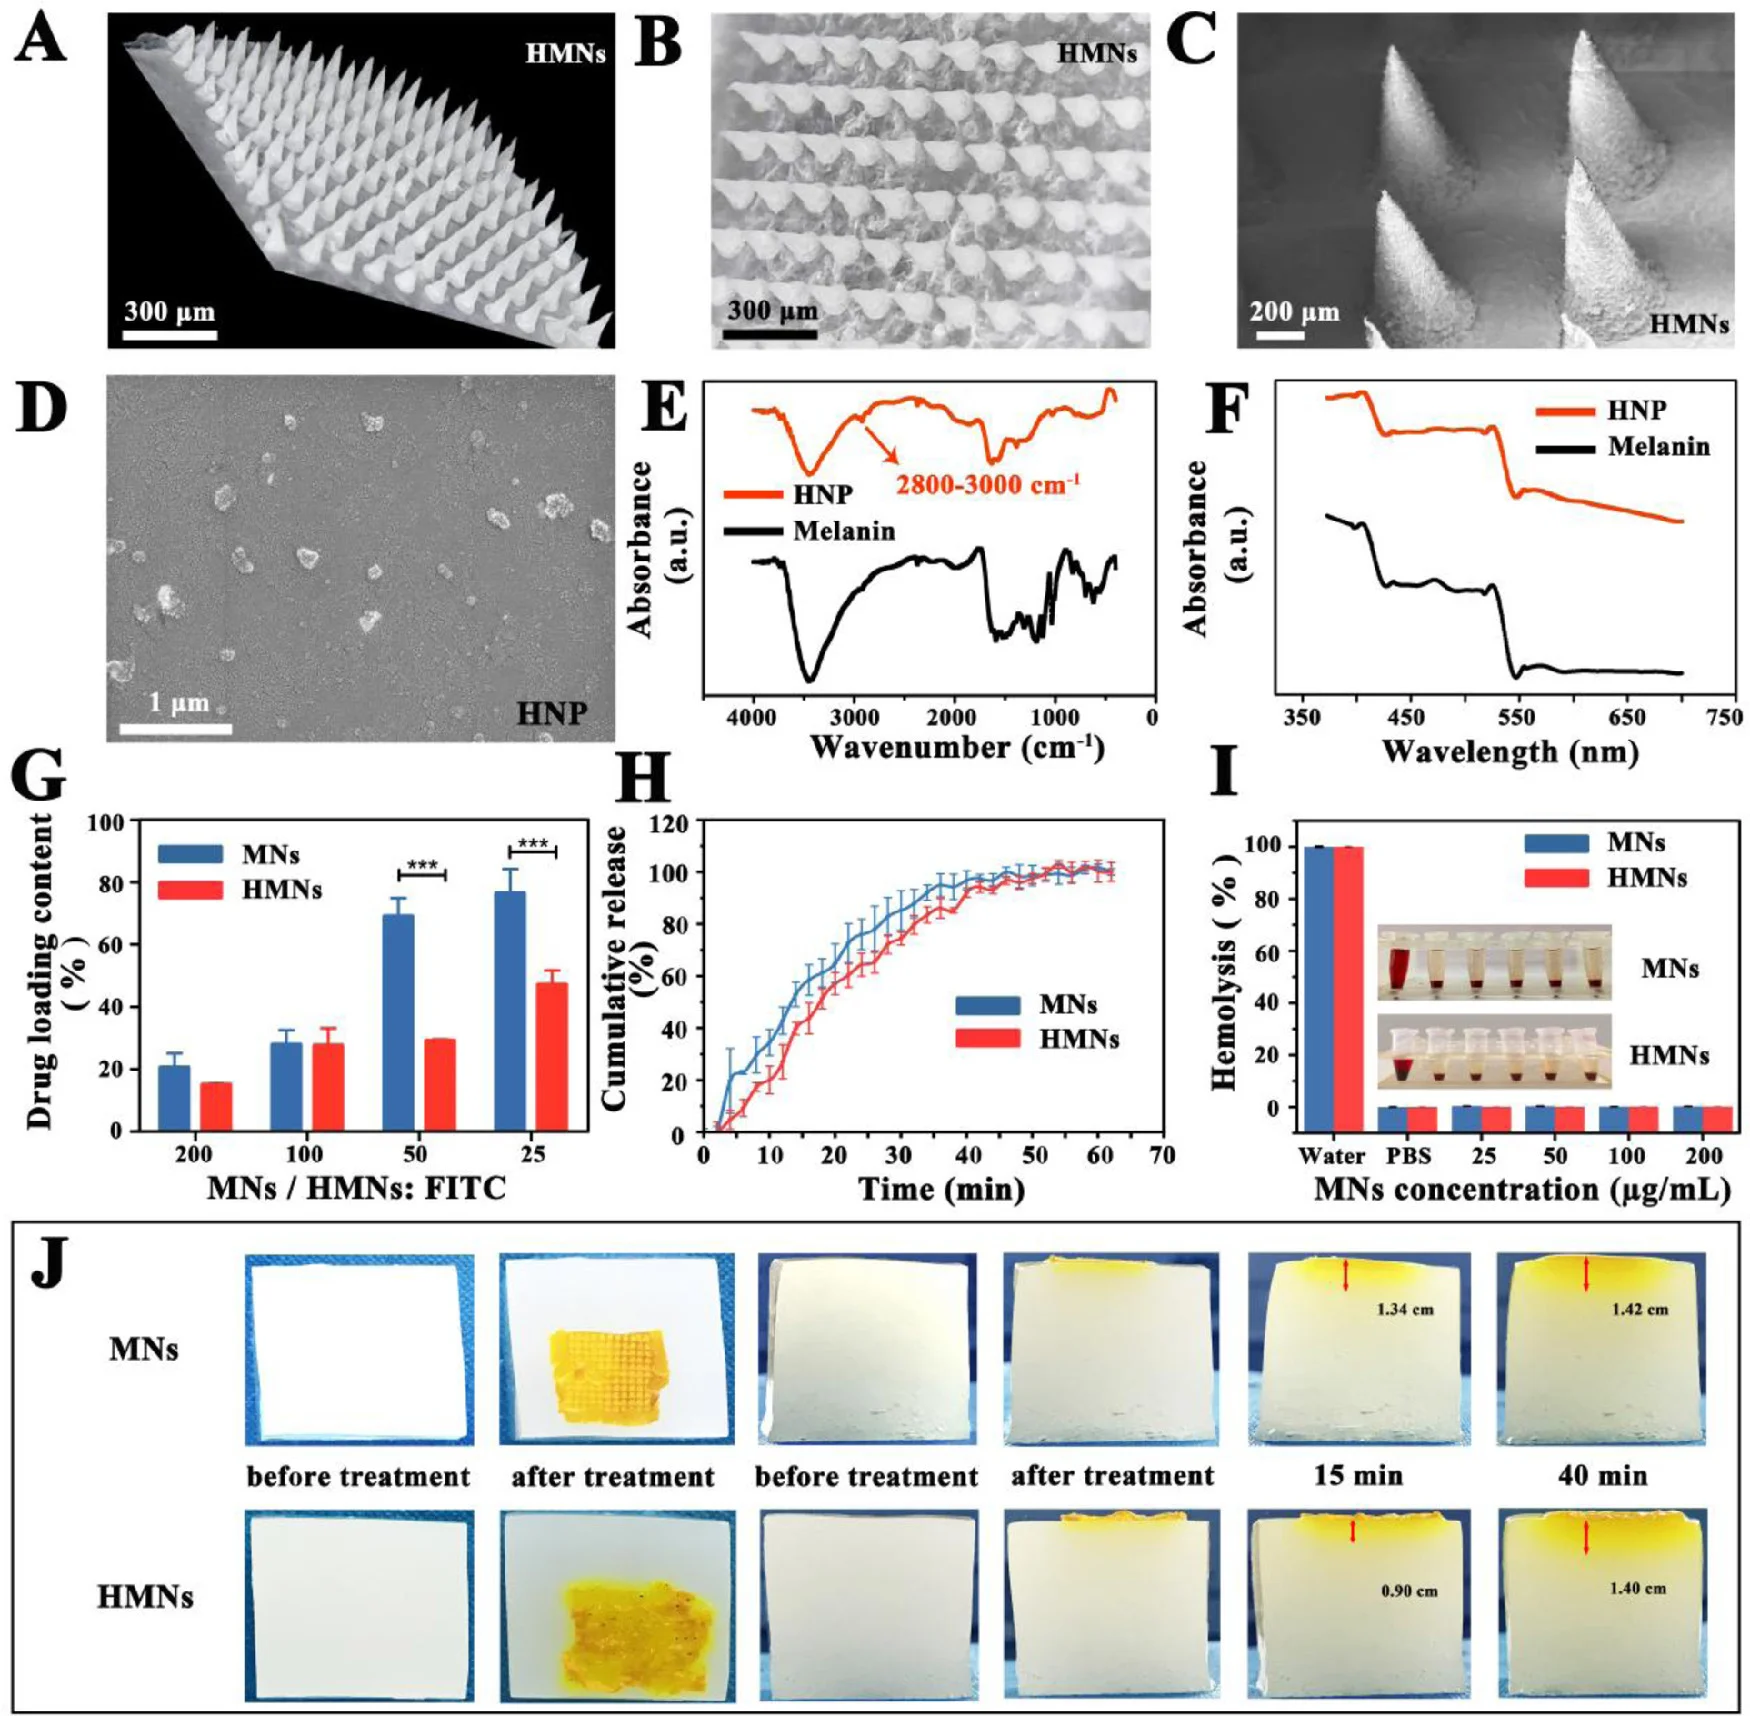 A
HMNs
300 μm
B
HMNs
300 μm
C
200 μm
HMNs
D
1 μm
HNP
E
Absorbance
(a.u.)
2800-3000 cm-1
HNP
Melanin
4000 3000 2000 1000 0
Wavenumber (cm-1)
F
HNP
Melanin
Absorbance
(a.u.)
350 450 550 650 750
Wavelength (nm)
G
Drug loading content
( % )
100
80
60
40
20
0
MNs
HMNs
***
***
200 100 50 25
MNs / HMNs: FITC
H
Cumulative release
(%)
120
100
80
60
40
20
0
MNs
HMNs
0 10 20 30 40 50 60 70
Time (min)
I
Hemolysis ( % )
100
80
60
40
20
0
MNs
HMNs
MNs
HMNs
Water PBS 25 50 100 200
MNs concentration (μg/mL)
J
MNs
1.34 cm
1.42 cm
before treatment after treatment before treatment after treatment 15 min 40 min
HMNs
0.90 cm
1.40 cm